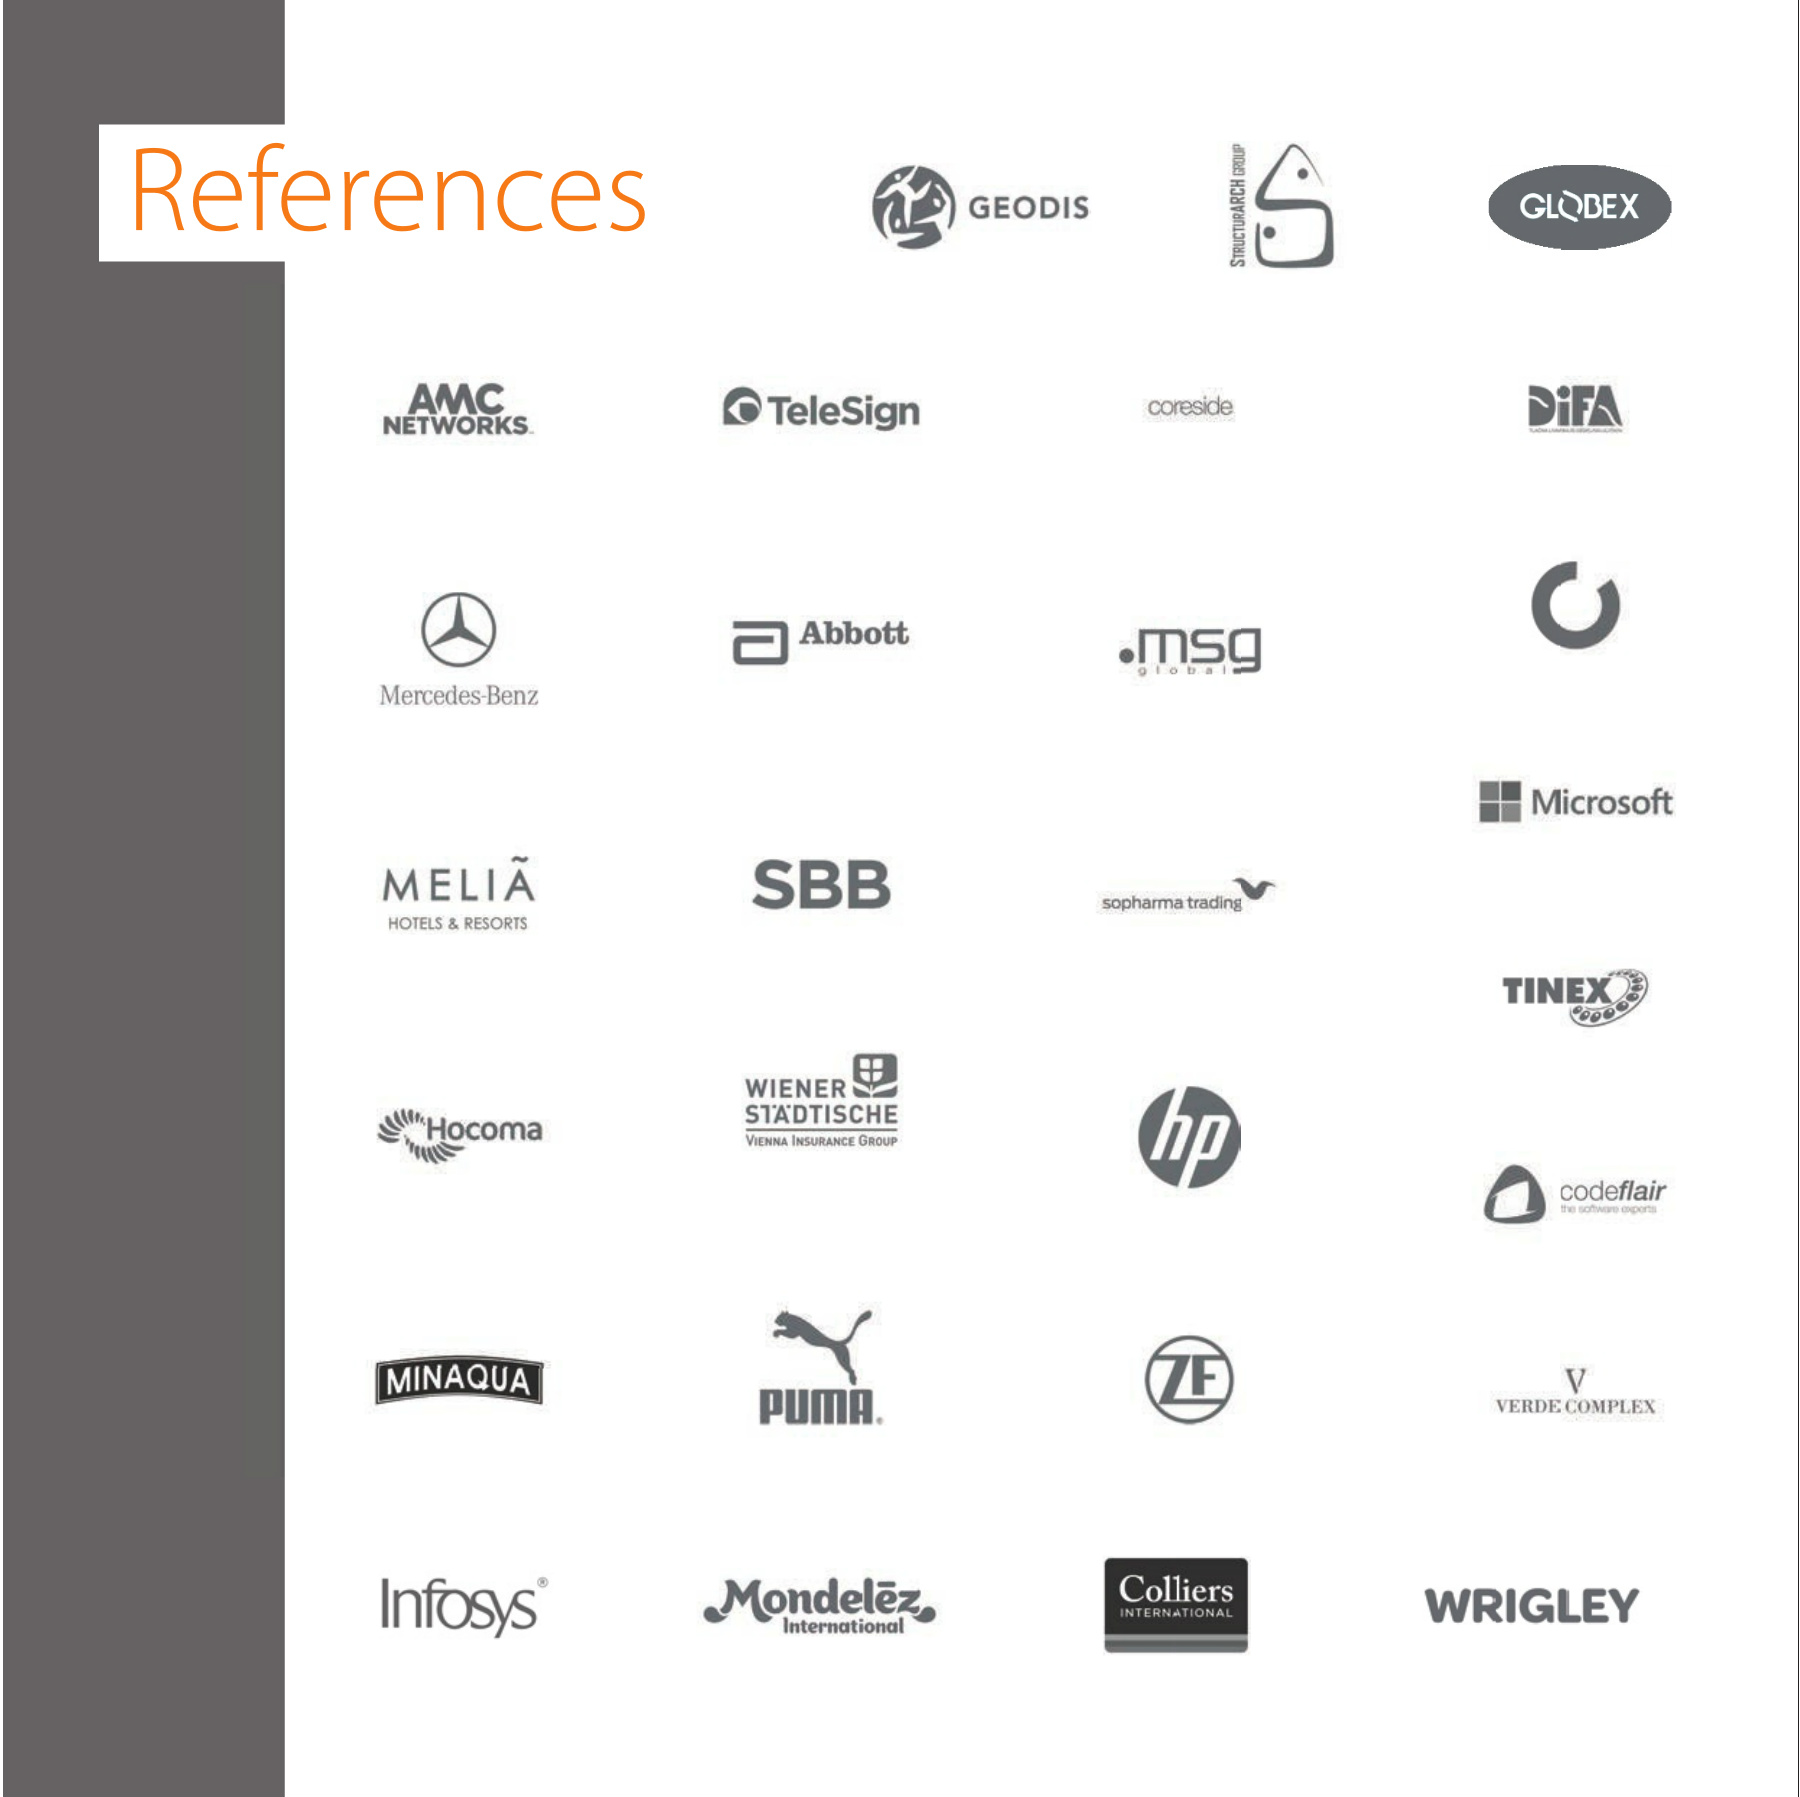 References
GEODIS
STRUCTURARCH GROUP
GLOBEX
AMC
NETWORKS
TeleSign
coreside
DiFA
Mercedes-Benz
Abbott
.msg
global
Microsoft
MELIÃ
HOTELS & RESORTS
SBB
sopharma trading
TINEX
Hocoma
WIENER
STÄDTISCHE
VIENNA INSURANCE GROUP
hp
codeflair
the software experts
MINAQUA
PUMA®
ZF
V
VERDE COMPLEX
Infosys®
Mondelēz
International
Colliers
INTERNATIONAL
WRIGLEY